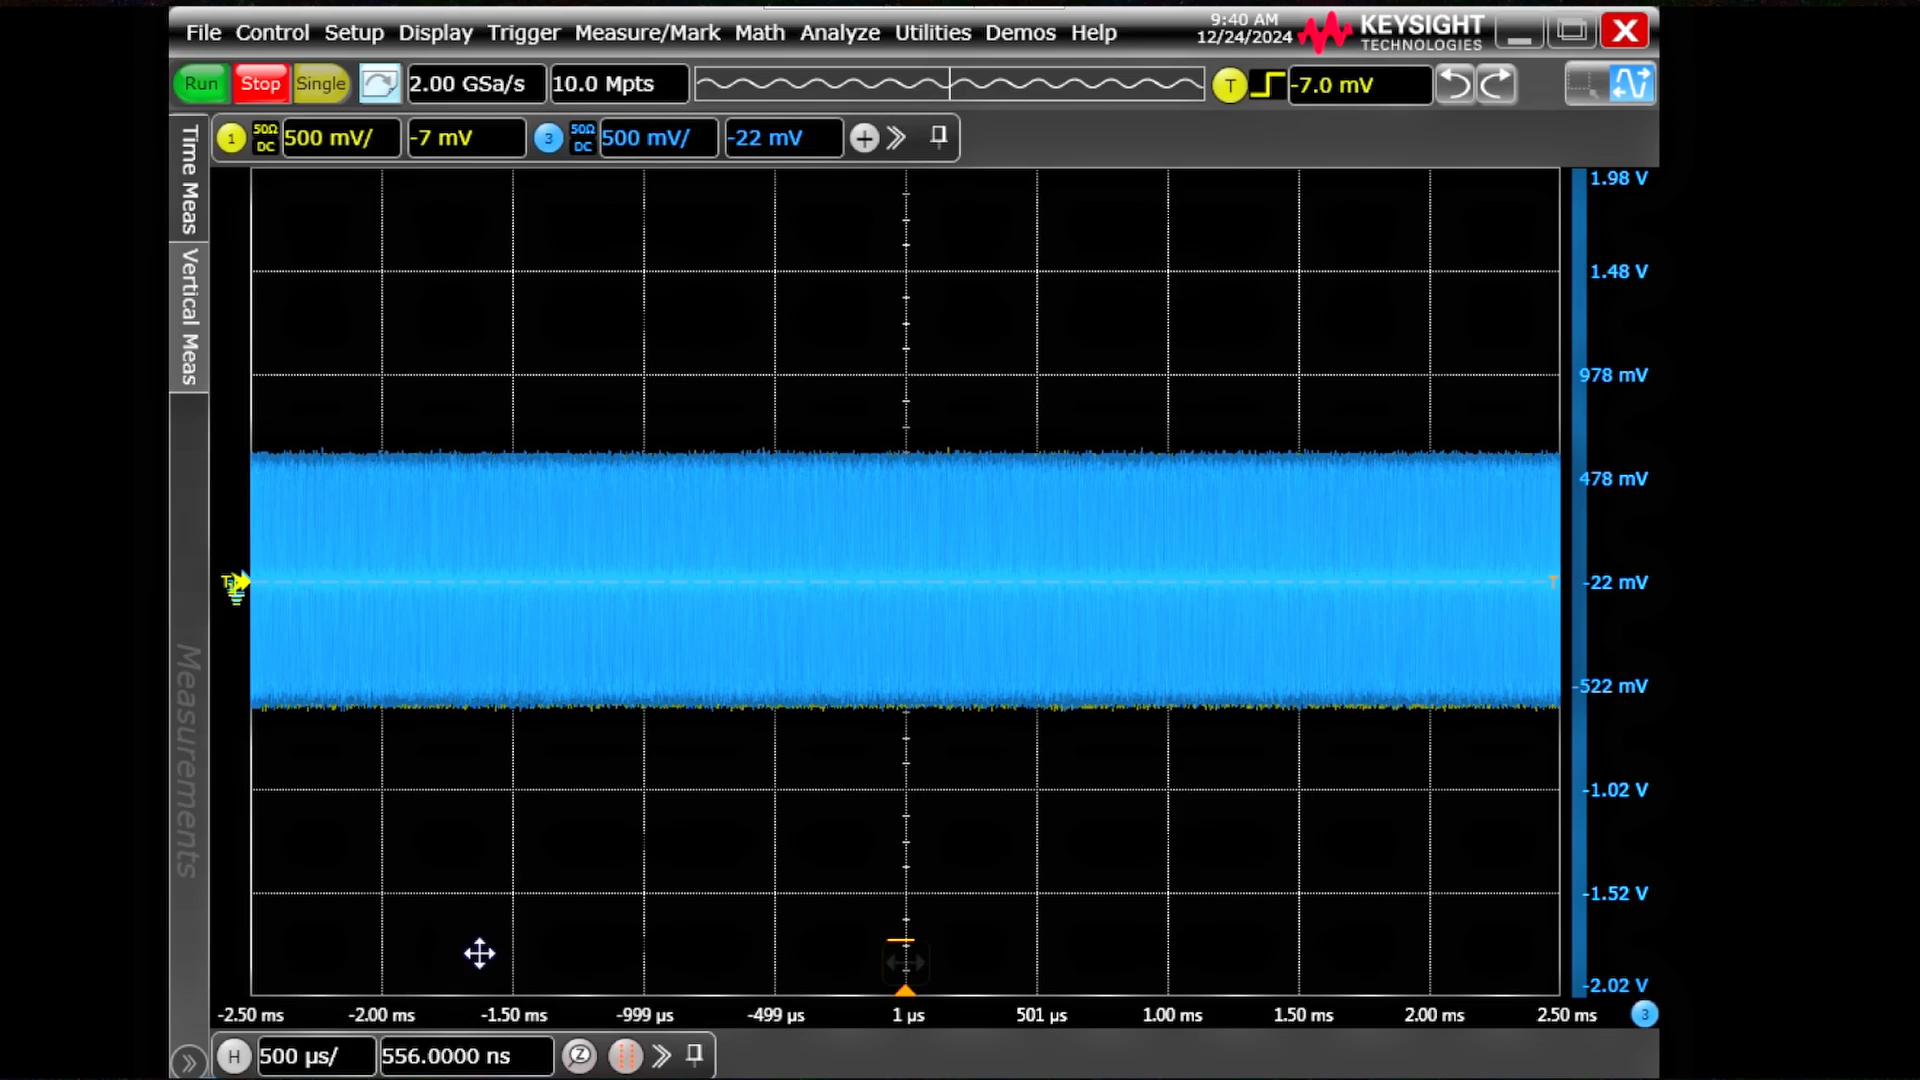 File Control Setup Display Trigger Measure/Mark Math Analyze Utilities Demos Help
9:40 AM
12/24/2024
KEYSIGHT
TECHNOLOGIES
X
Run Stop Single 2.00 GSa/s 10.0 Mpts T -7.0 mV
1 50Ω DC 500 mV/ -7 mV 3 50Ω DC 500 mV/ -22 mV
Time Meas
Vertical Meas
Measurements
1.98 V
1.48 V
978 mV
478 mV
T
T
-22 mV
-522 mV
-1.02 V
-1.52 V
-2.02 V
-2.50 ms -2.00 ms -1.50 ms -999 µs -499 µs 1 µs 501 µs 1.00 ms 1.50 ms 2.00 ms 2.50 ms 3
H 500 µs/ 556.0000 ns Z